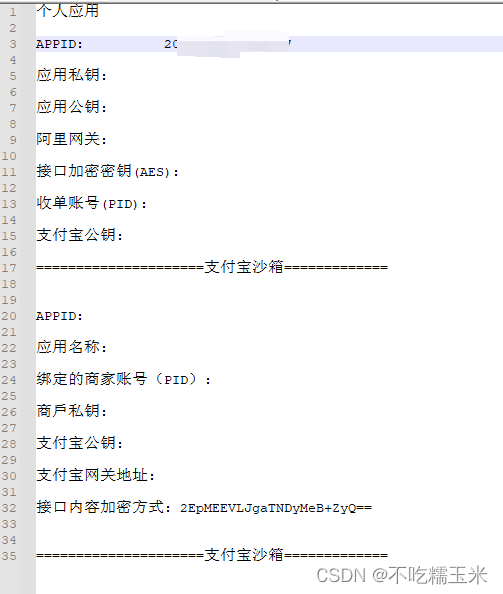 1 个人应用
2
3 APPID: 20 7
4
5 应用私钥:
6
7 应用公钥:
8
9 阿里网关:
10
11 接口加密密钥(AES):
12
13 收单账号(PID):
14
15 支付宝公钥:
16
17 =====================支付宝沙箱=============
18
19
20 APPID:
21
22 应用名称:
23
24 绑定的商家账号（PID）:
25
26 商戶私钥:
27
28 支付宝公钥:
29
30 支付宝网关地址:
31
32 接口内容加密方式: 2EpMEEVLJgaTNDyMeB+ZyQ==
33
34
35 =====================支付宝沙箱=============
CSDN @不吃糯玉米